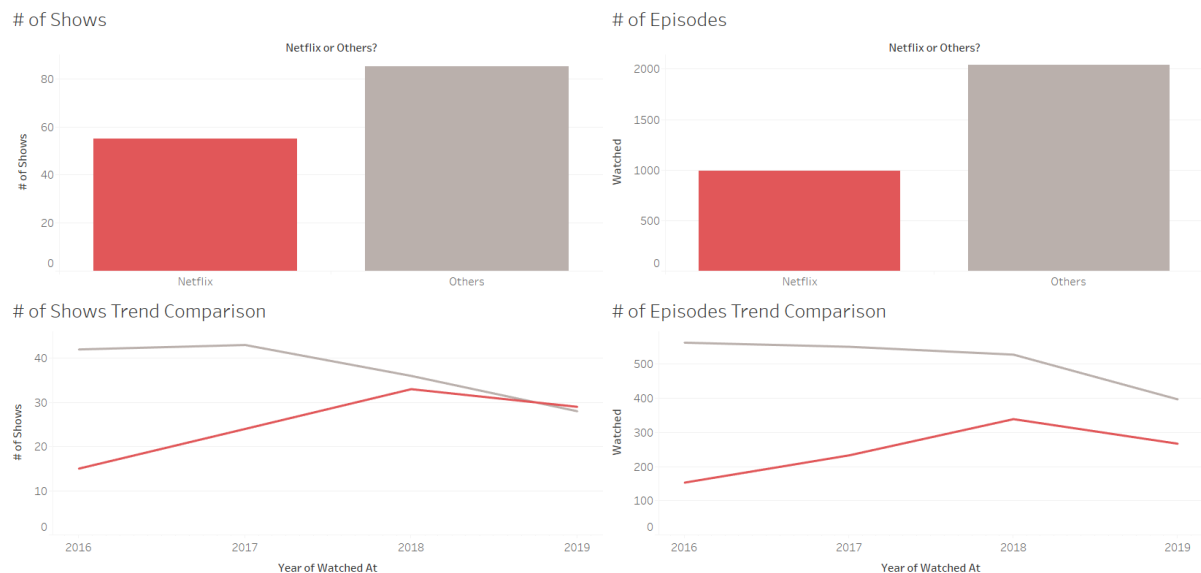 # of Shows
Netflix or Others?
# of Shows
80
60
40
20
0
Netflix
Others
# of Episodes
Netflix or Others?
Watched
2000
1500
1000
500
0
Netflix
Others
# of Shows Trend Comparison
# of Shows
40
30
20
10
0
2016
2017
2018
2019
Year of Watched At
# of Episodes Trend Comparison
Watched
500
400
300
200
100
0
2016
2017
2018
2019
Year of Watched At